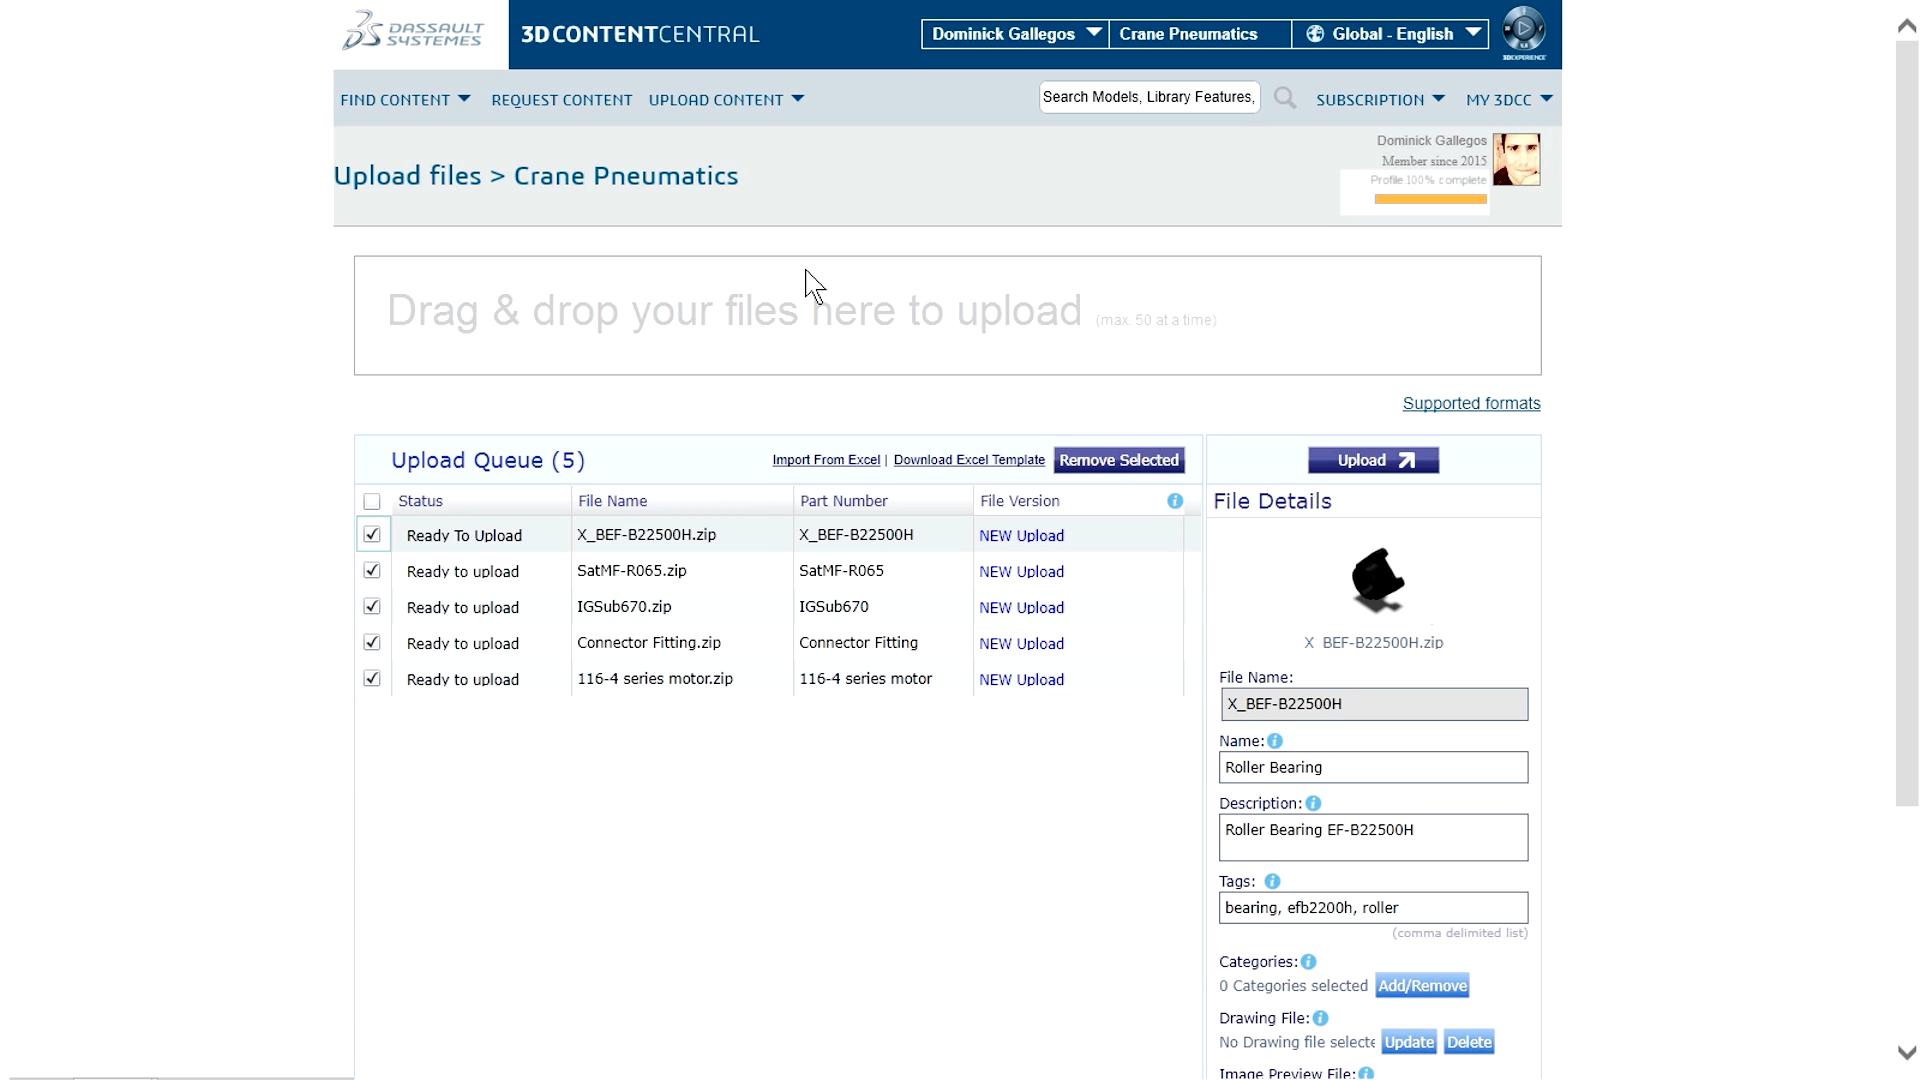 DASSAULT
SYSTEMES
3DCONTENTCENTRAL
Dominick Gallegos
Crane Pneumatics
Global - English
3DEXPERIENCE
FIND CONTENT
REQUEST CONTENT
UPLOAD CONTENT
Search Models, Library Features,
SUBSCRIPTION
MY 3DCC
Dominick Gallegos
Member since 2015
Profile 100% complete
Upload files > Crane Pneumatics
Drag & drop your files here to upload (max. 50 at a time)
Supported formats
Upload Queue (5)
Import From Excel | Download Excel Template
Remove Selected
Upload
Status File Name Part Number File Version
Ready To Upload X_BEF-B22500H.zip X_BEF-B22500H NEW Upload
Ready to upload SatMF-R065.zip SatMF-R065 NEW Upload
Ready to upload IGSub670.zip IGSub670 NEW Upload
Ready to upload Connector Fitting.zip Connector Fitting NEW Upload
Ready to upload 116-4 series motor.zip 116-4 series motor NEW Upload
File Details
X BEF-B22500H.zip
File Name:
X_BEF-B22500H
Name:
Roller Bearing
Description:
Roller Bearing EF-B22500H
Tags:
bearing, efb2200h, roller
(comma delimited list)
Categories:
0 Categories selected Add/Remove
Drawing File:
No Drawing file selecte Update Delete
Image Preview File: